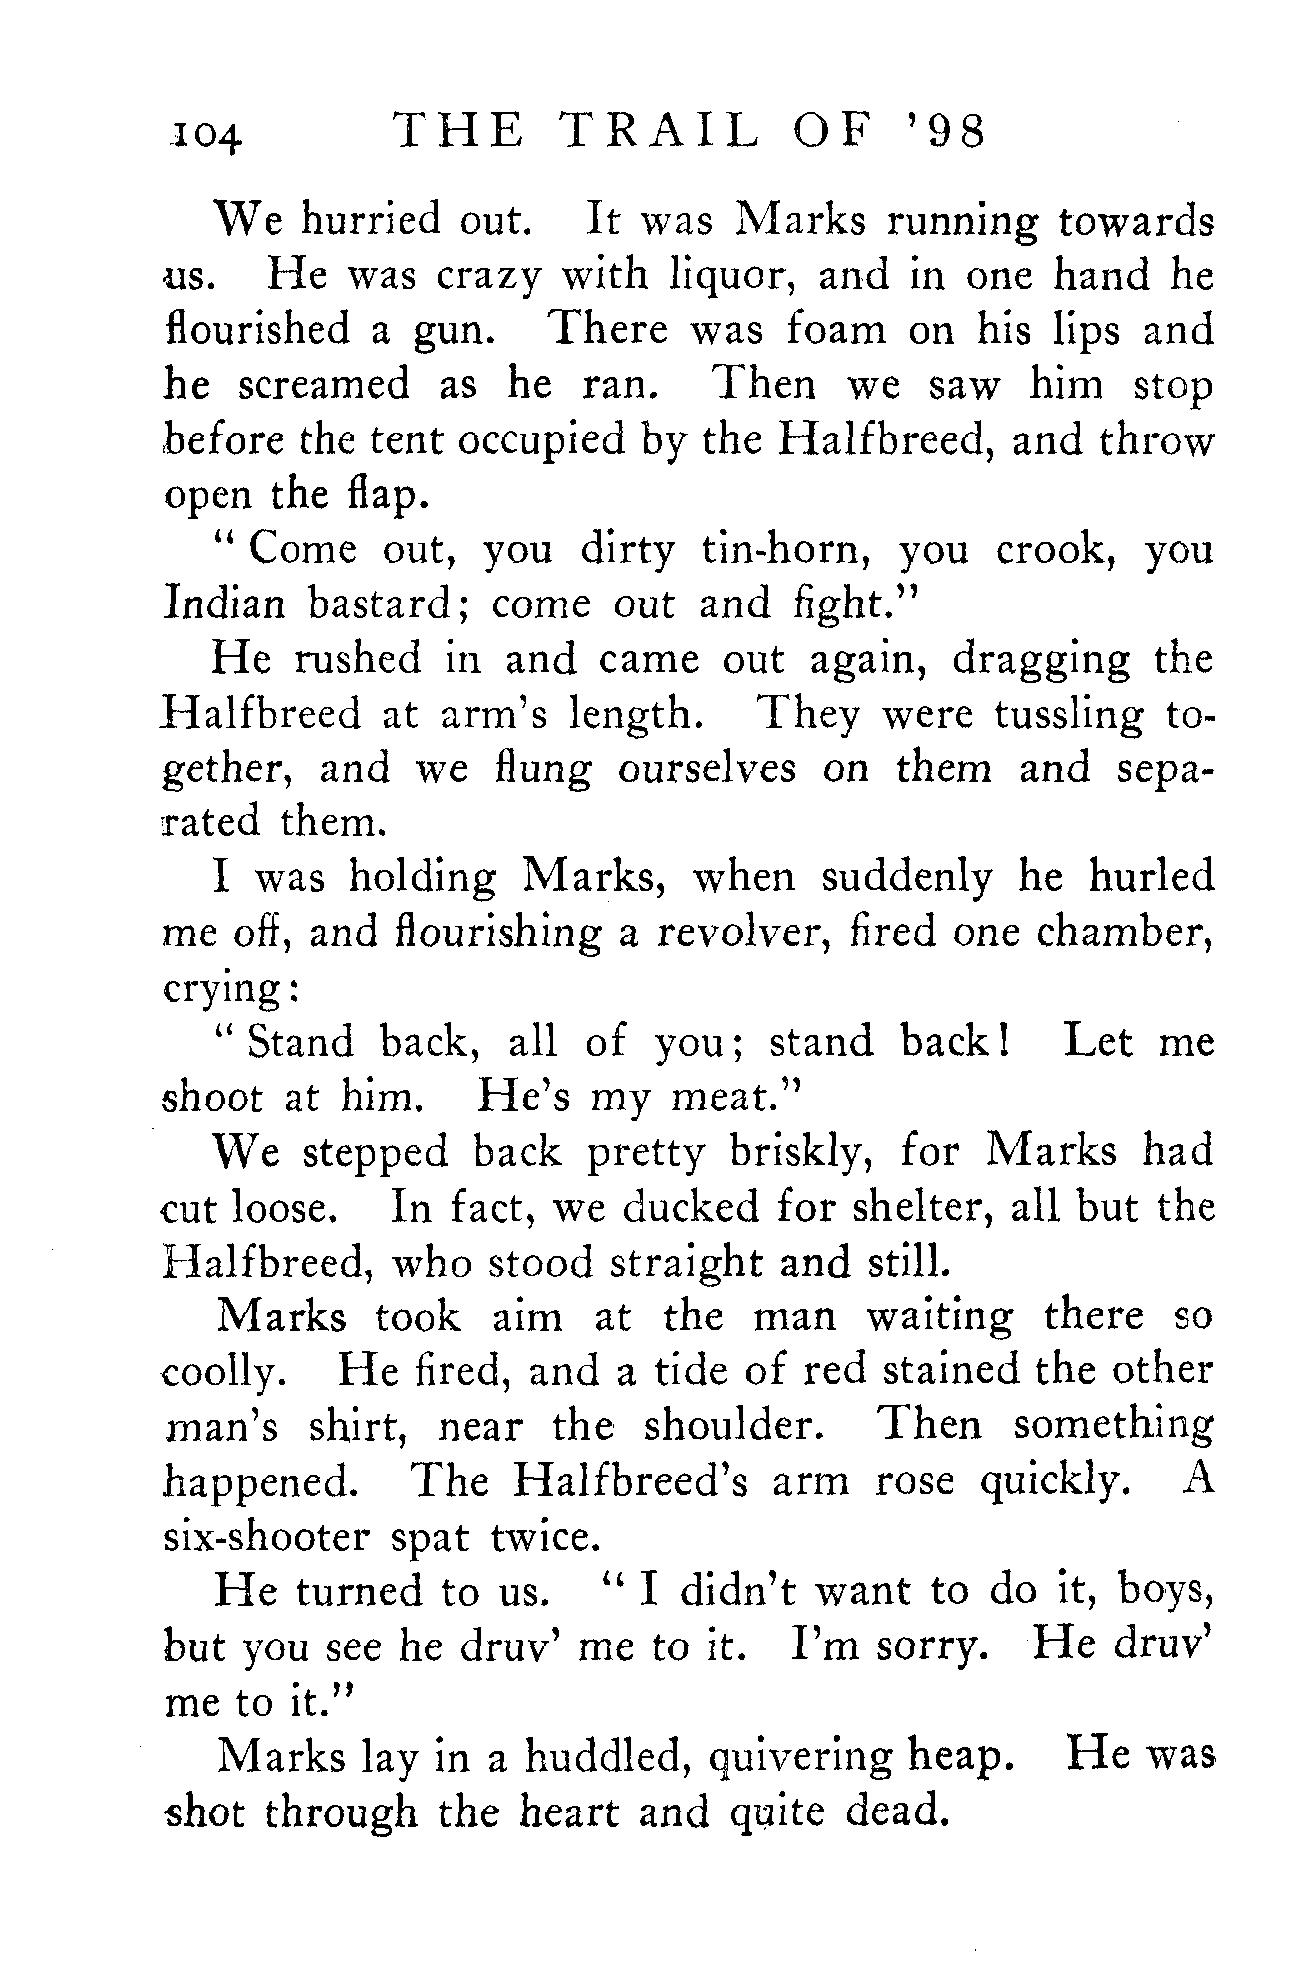 104 THE TRAIL OF '98
We hurried out. It was Marks running towards
us. He was crazy with liquor, and in one hand he
flourished a gun. There was foam on his lips and
he screamed as he ran. Then we saw him stop
before the tent occupied by the Halfbreed, and throw
open the flap.
" Come out, you dirty tin-horn, you crook, you
Indian bastard; come out and fight."
He rushed in and came out again, dragging the
Halfbreed at arm's length. They were tussling to-
gether, and we flung ourselves on them and sepa-
rated them.
I was holding Marks, when suddenly he hurled
me off, and flourishing a revolver, fired one chamber,
crying:
" Stand back, all of you; stand back! Let me
shoot at him. He's my meat."
We stepped back pretty briskly, for Marks had
cut loose. In fact, we ducked for shelter, all but the
Halfbreed, who stood straight and still.
Marks took aim at the man waiting there so
coolly. He fired, and a tide of red stained the other
man's shirt, near the shoulder. Then something
happened. The Halfbreed's arm rose quickly. A
six-shooter spat twice.
He turned to us. " I didn't want to do it, boys,
but you see he druv' me to it. I'm sorry. He druv'
me to it."
Marks lay in a huddled, quivering heap. He was
shot through the heart and quite dead.